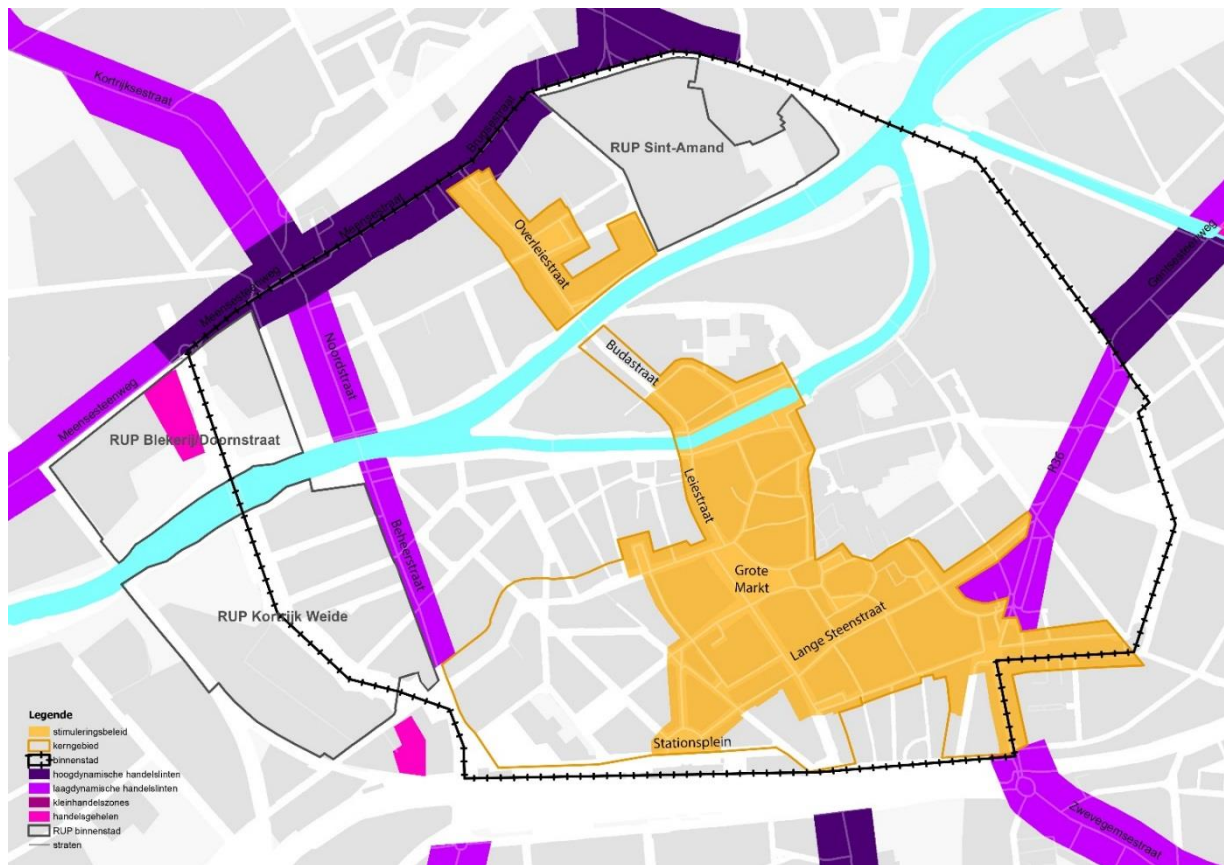 Kortrijksestraat
Brugsestraat
RUP Sint-Amand
Meensestraat
Overleiestraat
Gentsesteenweg
Meensesteenweg
Noordstraat
Budastraat
Meensesteenweg
RUP Blekerij/Doornstraat
R36
Leiestraat
Beheerstraat
Grote
Markt
RUP Kortrijk Weide
Lange Steenstraat
Stationsplein
Zwevegemsestraat
Legende
stimuleringsbeleid
kerngebied
binnenstad
hoogdynamische handelslinten
laagdynamische handelslinten
kleinhandelszones
handelsgehelen
RUP binnenstad
straten